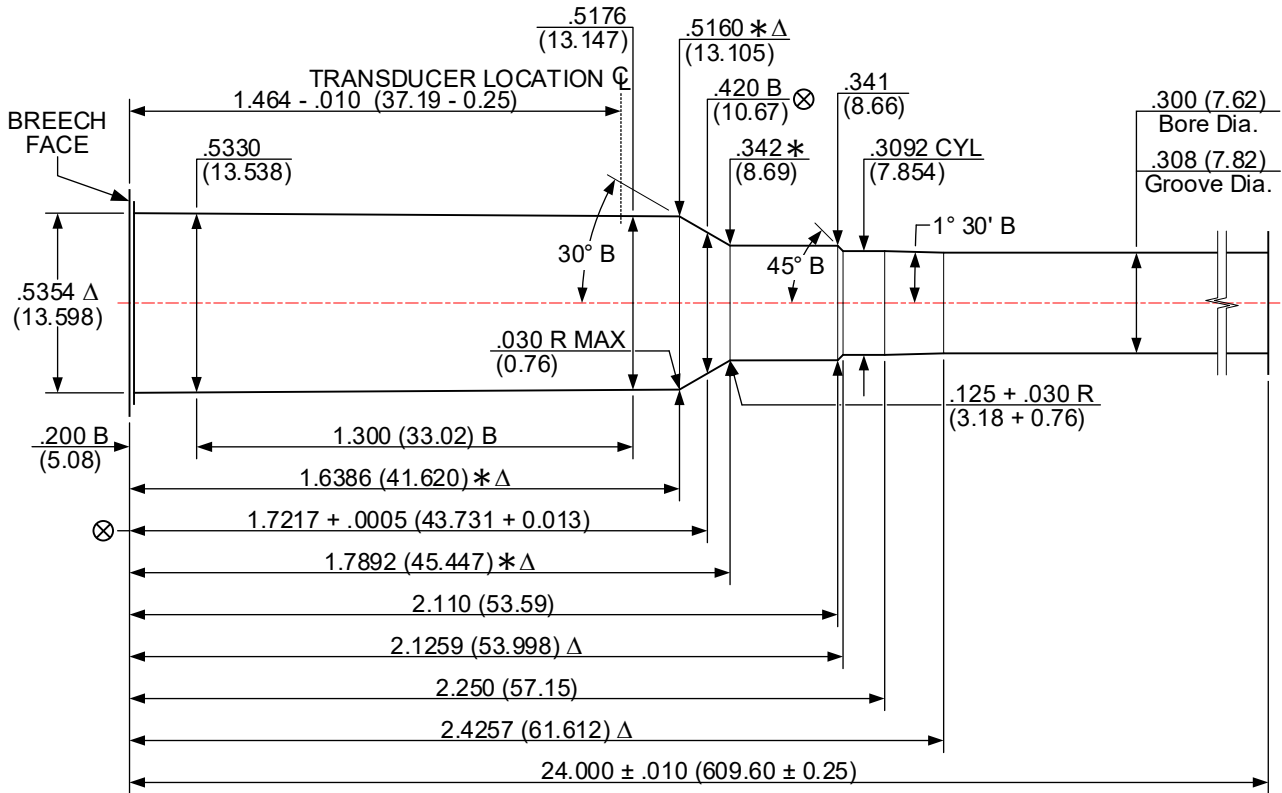 .5176
(13.147)
.5160 * Δ
(13.105)
TRANSDUCER LOCATION ℄
1.464 - .010 (37.19 - 0.25)
.420 B ⊗
(10.67)
.341
(8.66)
.300 (7.62)
Bore Dia.
BREECH
FACE
.5330
(13.538)
.342 *
(8.69)
.3092 CYL
(7.854)
.308 (7.82)
Groove Dia.
30° B
45° B
1° 30' B
.5354 Δ
(13.598)
.030 R MAX
(0.76)
.125 + .030 R
(3.18 + 0.76)
.200 B
(5.08)
1.300 (33.02) B
1.6386 (41.620) * Δ
⊗ 1.7217 + .0005 (43.731 + 0.013)
1.7892 (45.447) * Δ
2.110 (53.59)
2.1259 (53.998) Δ
2.250 (57.15)
2.4257 (61.612) Δ
24.000 ± .010 (609.60 ± 0.25)